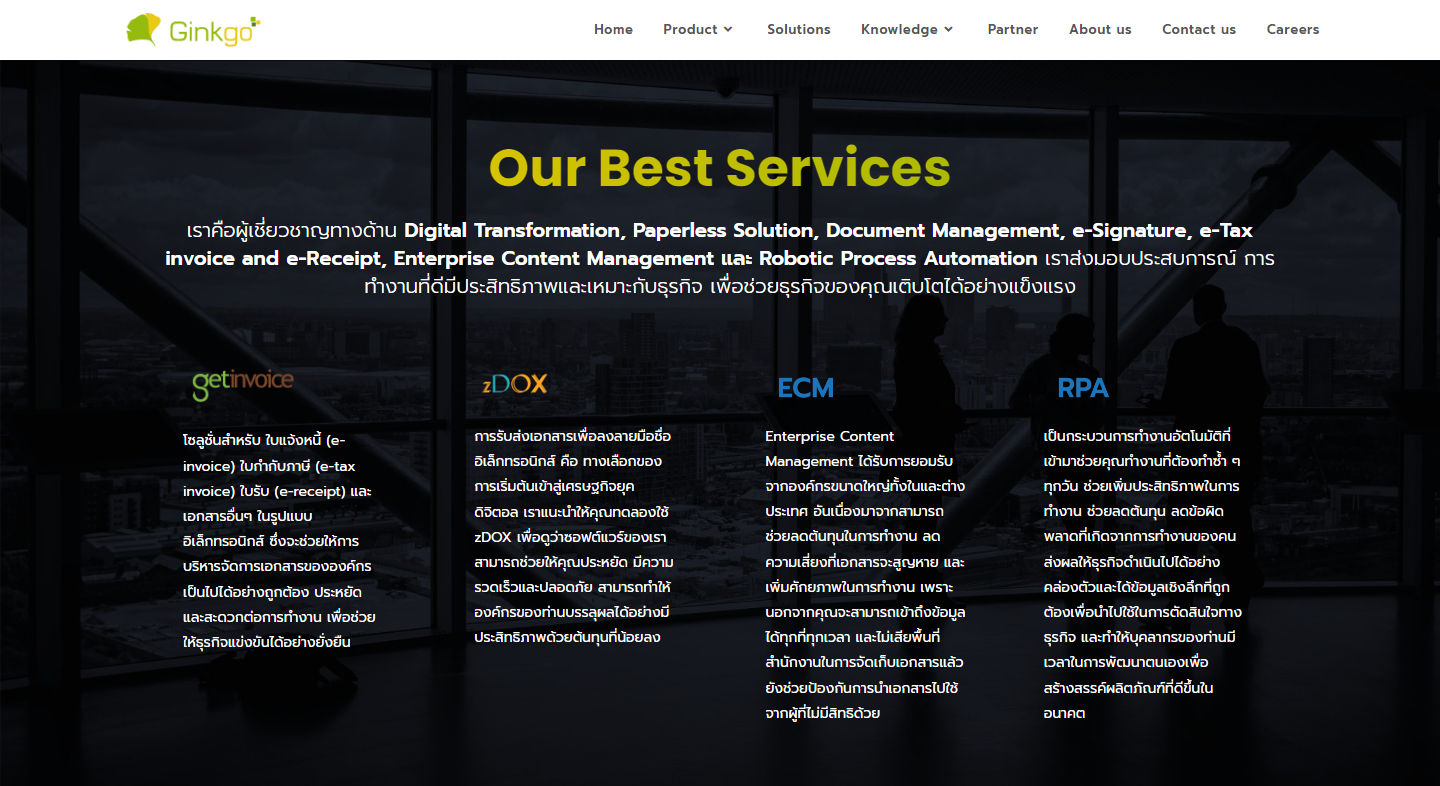 Ginkgo
Home Product Solutions Knowledge Partner About us Contact us Careers
Our Best Services
เราคือผู้เชี่ยวชาญทางด้าน Digital Transformation, Paperless Solution, Document Management, e-Signature, e-Tax
invoice and e-Receipt, Enterprise Content Management และ Robotic Process Automation เราส่งมอบประสบการณ์ การ
ทำงานที่ดีมีประสิทธิภาพและเหมาะกับธุรกิจ เพื่อช่วยธุรกิจของคุณเติบโตได้อย่างแข็งแรง
getinvoice
โซลูชั่นสำหรับ ใบแจ้งหนี้ (e-
invoice) ใบกำกับภาษี (e-tax
invoice) ใบรับ (e-receipt) และ
เอกสารอื่นๆ ในรูปแบบ
อิเล็กทรอนิกส์ ซึ่งจะช่วยให้การ
บริหารจัดการเอกสารขององค์กร
เป็นไปได้อย่างถูกต้อง ประหยัด
และสะดวกต่อการทำงาน เพื่อช่วย
ให้ธุรกิจแข่งขันได้อย่างยั่งยืน
zDOX
การรับส่งเอกสารเพื่อลงลายมือชื่อ
อิเล็กทรอนิกส์ คือ ทางเลือกของ
การเริ่มต้นเข้าสู่เศรษฐกิจยุค
ดิจิตอล เราแนะนำให้คุณทดลองใช้
zDOX เพื่อดูว่าซอฟต์แวร์ของเรา
สามารถช่วยให้คุณประหยัด มีความ
รวดเร็วและปลอดภัย สามารถทำให้
องค์กรของท่านบรรลุผลได้อย่างมี
ประสิทธิภาพด้วยต้นทุนที่น้อยลง
ECM
Enterprise Content
Management ได้รับการยอมรับ
จากองค์กรขนาดใหญ่ทั้งในและต่าง
ประเทศ อันเนื่องมาจากสามารถ
ช่วยลดต้นทุนในการทำงาน ลด
ความเสี่ยงที่เอกสารจะสูญหาย และ
เพิ่มศักยภาพในการทำงาน เพราะ
นอกจากคุณจะสามารถเข้าถึงข้อมูล
ได้ทุกที่ทุกเวลา และไม่เสียพื้นที่
สำนักงานในการจัดเก็บเอกสารแล้ว
ยังช่วยป้องกันการนำเอกสารไปใช้
จากผู้ที่ไม่มีสิทธิด้วย
RPA
เป็นกระบวนการทำงานอัตโนมัติที่
เข้ามาช่วยคุณทำงานที่ต้องทำซ้ำ ๆ
ทุกวัน ช่วยเพิ่มประสิทธิภาพในการ
ทำงาน ช่วยลดต้นทุน ลดข้อผิด
พลาดที่เกิดจากการทำงานของคน
ส่งผลให้ธุรกิจดำเนินไปได้อย่าง
คล่องตัวและได้ข้อมูลเชิงลึกที่ถูก
ต้องเพื่อนำไปใช้ในการตัดสินใจทาง
ธุรกิจ และทำให้บุคลากรของท่านมี
เวลาในการพัฒนาตนเองเพื่อ
สร้างสรรค์ผลิตภัณฑ์ที่ดีขึ้นใน
อนาคต